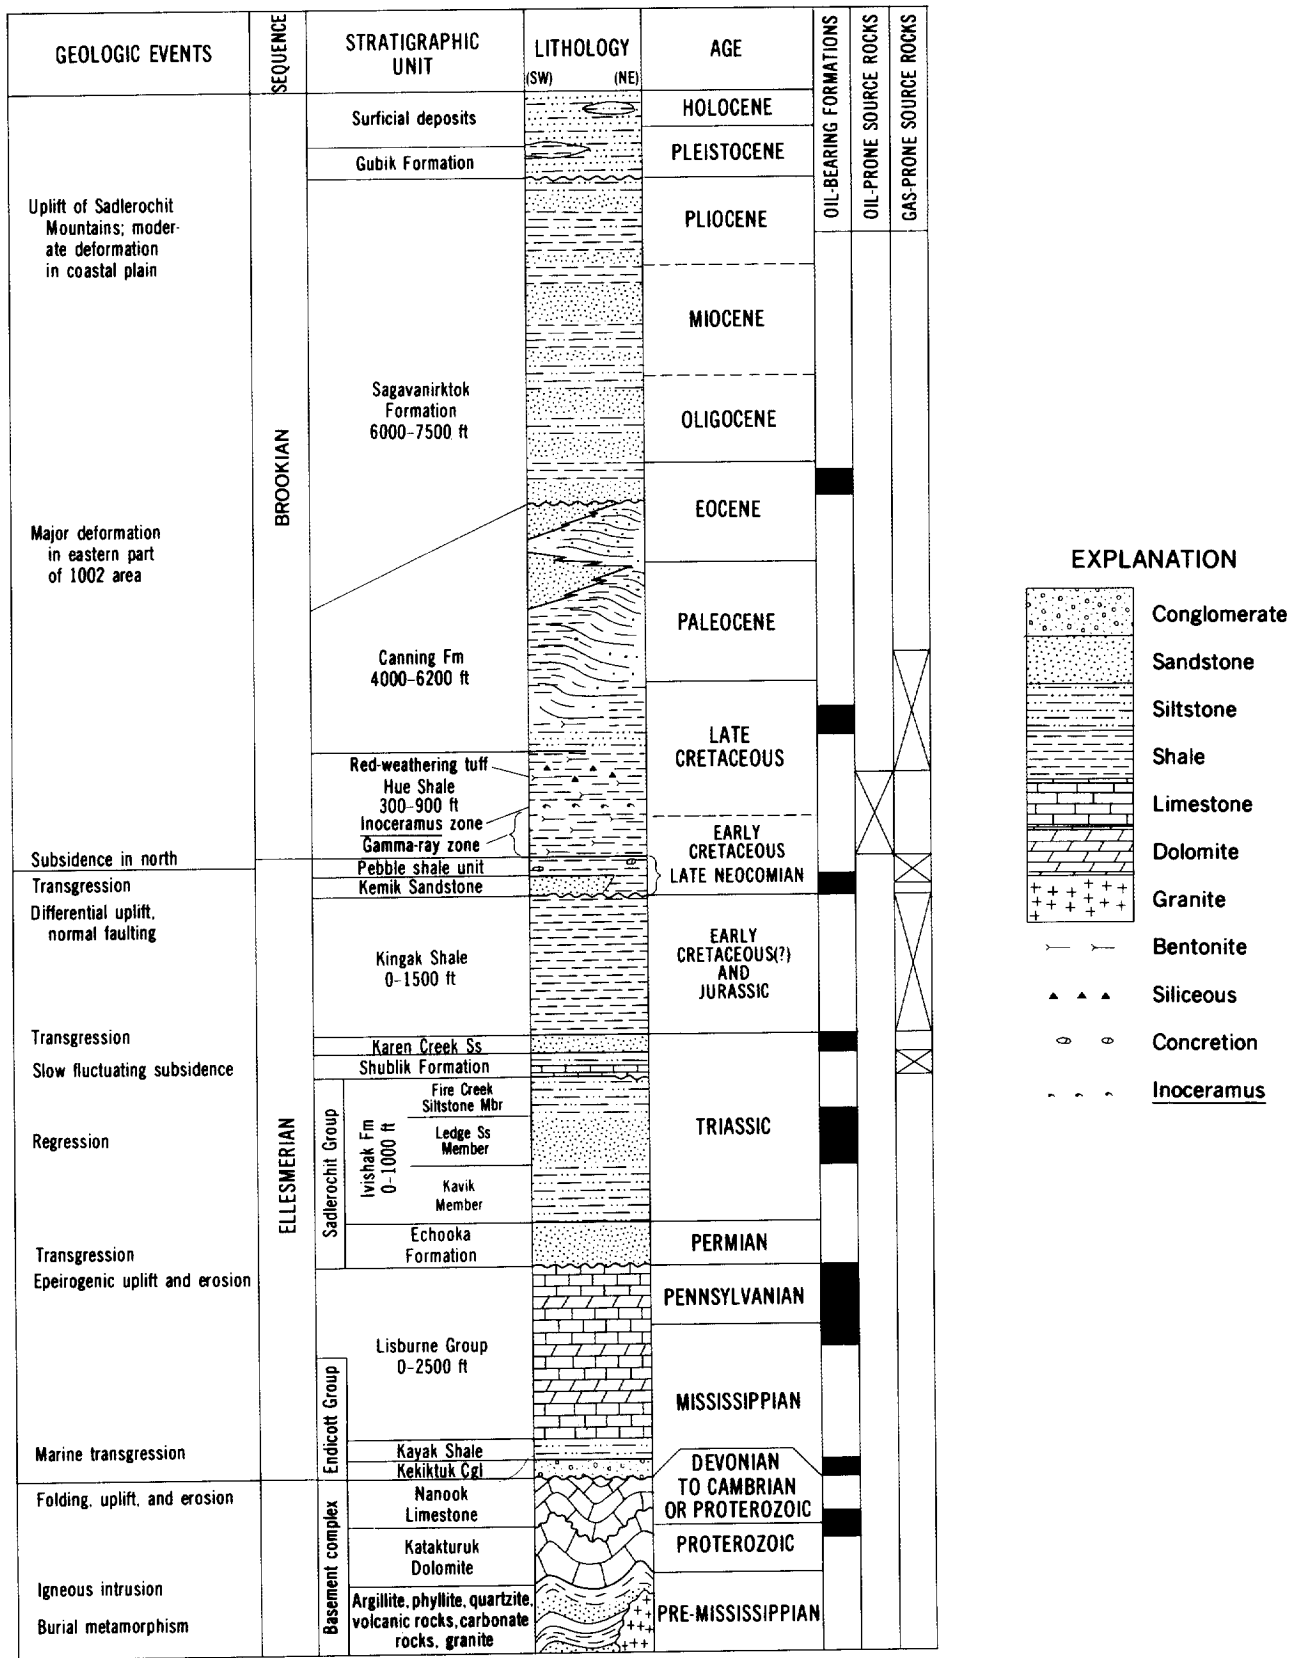 GEOLOGIC EVENTS
SEQUENCE
STRATIGRAPHIC
UNIT
LITHOLOGY
(SW) (NE)
AGE
OIL-BEARING FORMATIONS
OIL-PRONE SOURCE ROCKS
GAS-PRONE SOURCE ROCKS
Uplift of Sadlerochit
Mountains; moder-
ate deformation
in coastal plain
Major deformation
in eastern part
of 1002 area
Subsidence in north
Transgression
Differential uplift,
normal faulting
Transgression
Slow fluctuating subsidence
Regression
Transgression
Epeirogenic uplift and erosion
Marine transgression
Folding, uplift, and erosion
Igneous intrusion
Burial metamorphism
BROOKIAN
ELLESMERIAN
Surficial deposits
Gubik Formation
Sagavanirktok
Formation
6000-7500 ft
Canning Fm
4000-6200 ft
Red-weathering tuff
Hue Shale
300-900 ft
Inoceramus zone
Gamma-ray zone
Pebble shale unit
Kemik Sandstone
Kingak Shale
0-1500 ft
Karen Creek Ss
Shublik Formation
Sadlerochit Group
Ivishak Fm
0-1000 ft
Fire Creek
Siltstone Mbr
Ledge Ss
Member
Kavik
Member
Echooka
Formation
Lisburne Group
0-2500 ft
Endicott Group
Kayak Shale
Kekiktuk Cgl
Basement complex
Nanook
Limestone
Katakturuk
Dolomite
Argillite, phyllite, quartzite,
volcanic rocks, carbonate
rocks, granite
HOLOCENE
PLEISTOCENE
PLIOCENE
MIOCENE
OLIGOCENE
EOCENE
PALEOCENE
LATE
CRETACEOUS
EARLY
CRETACEOUS
LATE NEOCOMIAN
EARLY
CRETACEOUS(?)
AND
JURASSIC
TRIASSIC
PERMIAN
PENNSYLVANIAN
MISSISSIPPIAN
DEVONIAN
TO CAMBRIAN
OR PROTEROZOIC
PROTEROZOIC
PRE-MISSISSIPPIAN
EXPLANATION
Conglomerate
Sandstone
Siltstone
Shale
Limestone
Dolomite
Granite
Bentonite
Siliceous
Concretion
Inoceramus